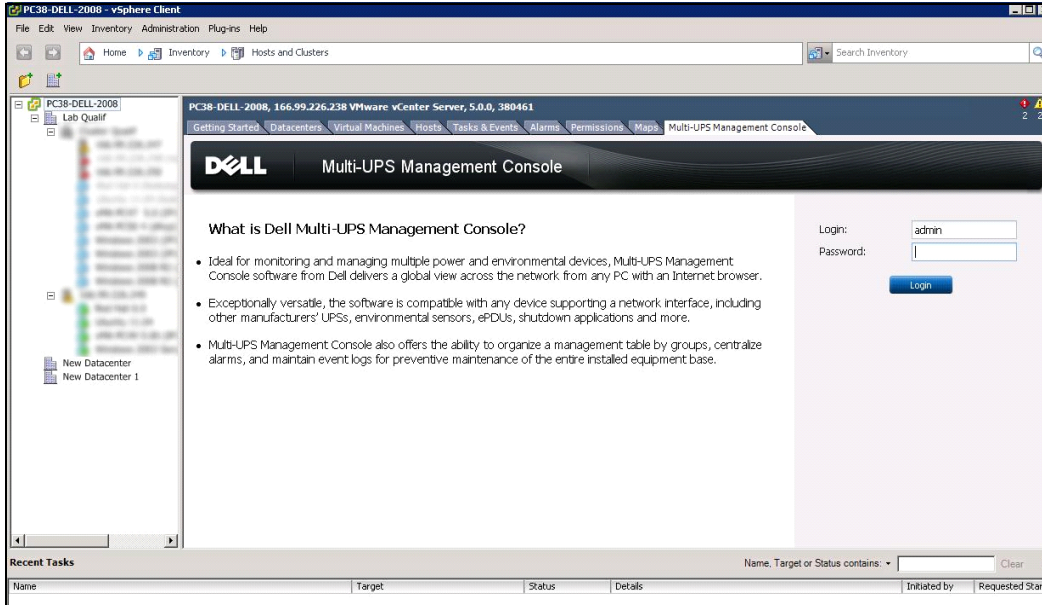 PC38-DELL-2008 - vSphere Client
File Edit View Inventory Administration Plug-ins Help
Home Inventory Hosts and Clusters
Search Inventory
PC38-DELL-2008
Lab Qualif
New Datacenter
New Datacenter 1
PC38-DELL-2008, 166.99.226.238 VMware vCenter Server, 5.0.0, 380461
2 2
Getting Started Datacenters Virtual Machines Hosts Tasks & Events Alarms Permissions Maps Multi-UPS Management Console
DELL Multi-UPS Management Console
What is Dell Multi-UPS Management Console?
• Ideal for monitoring and managing multiple power and environmental devices, Multi-UPS Management
Console software from Dell delivers a global view across the network from any PC with an Internet browser.
• Exceptionally versatile, the software is compatible with any device supporting a network interface, including
other manufacturers' UPSs, environmental sensors, ePDUs, shutdown applications and more.
• Multi-UPS Management Console also offers the ability to organize a management table by groups, centralize
alarms, and maintain event logs for preventive maintenance of the entire installed equipment base.
Login: admin
Password:
Login
Recent Tasks
Name, Target or Status contains: Clear
Name Target Status Details Initiated by Requested Star